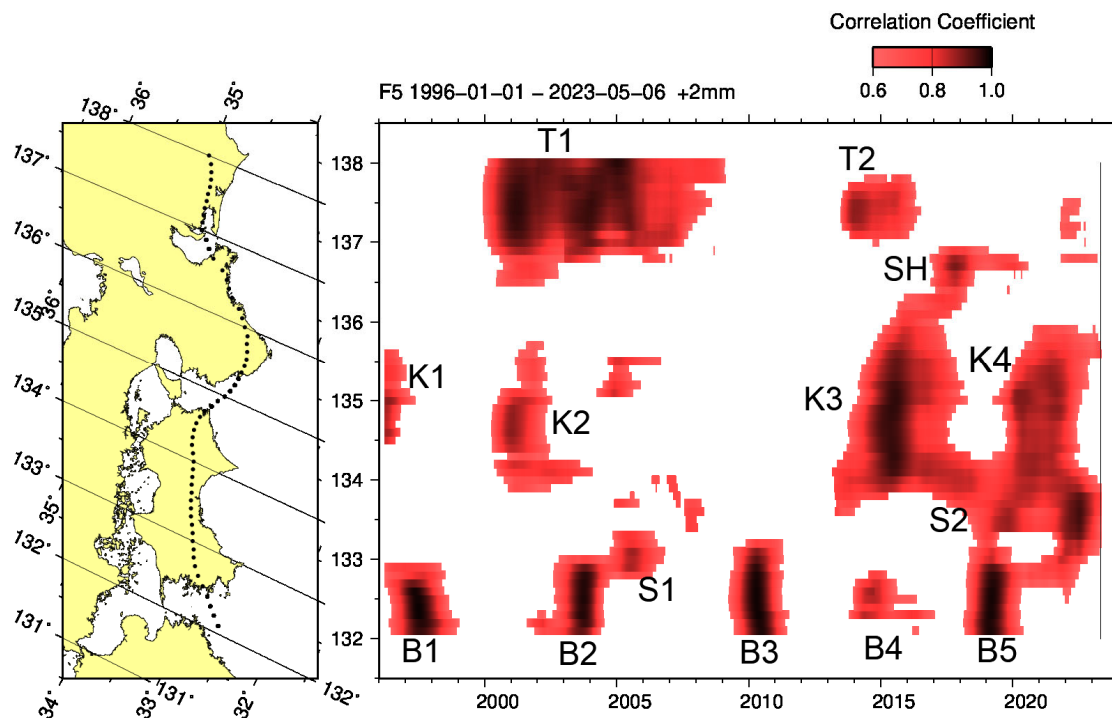 Correlation Coefficient
0.6 0.8 1.0
F5 1996−01−01 − 2023−05−06 +2mm
36° 35°
138°
137°
136°
36°
135°
134°
133°
35°
132°
131°
34° 33° 131° 32° 132°
138
137
136
135
134
133
132
T1
T2
SH
K1
K2
K3
K4
S2
S1
B1 B2 B3 B4 B5
2000 2005 2010 2015 2020